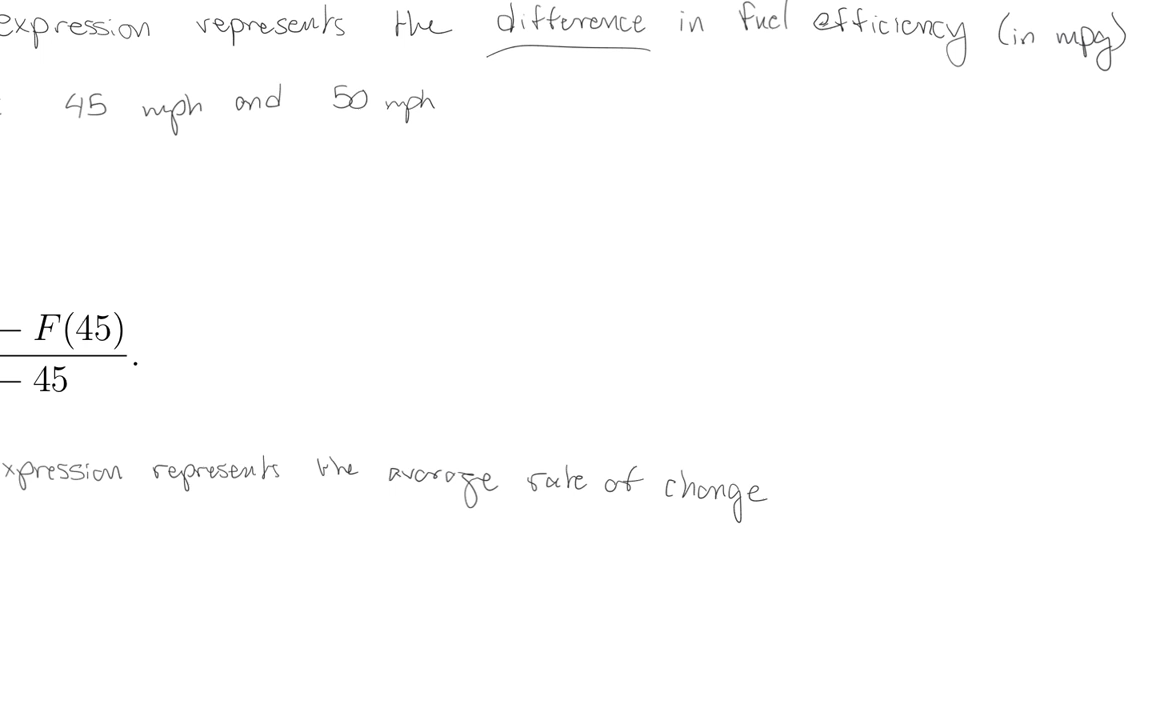 expression represents the difference in fuel efficiency (in mpg)
45 mph and 50 mph
− F(45)
− 45 .
xpression represents the average rate of change